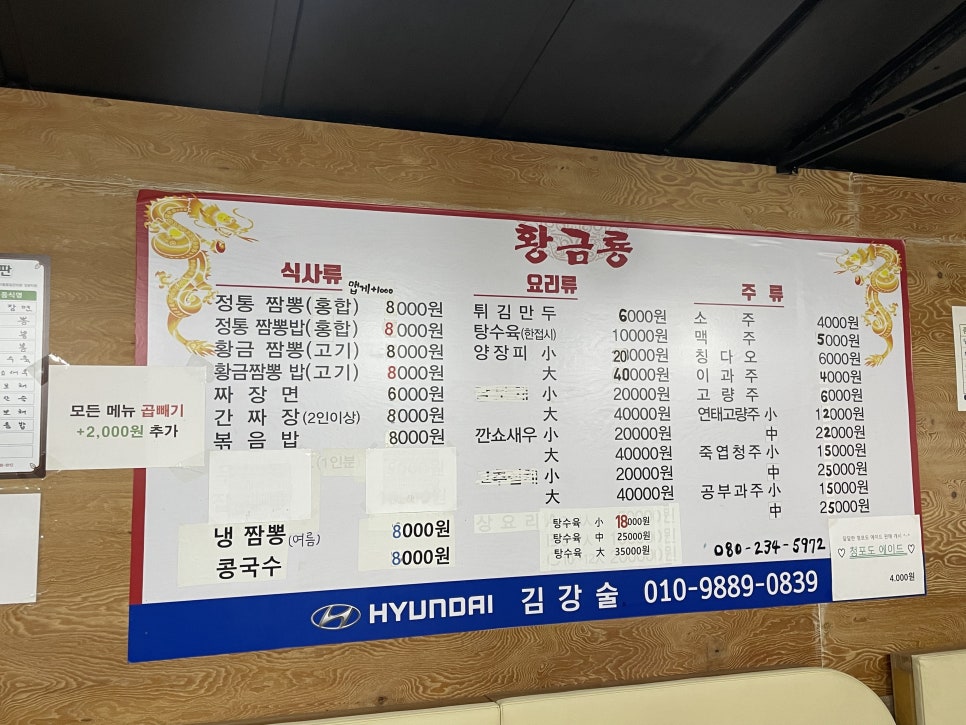 황금룡
식사류
맵게+1000
정통 짬뽕(홍합) 8000원
정통 짬뽕밥(홍합) 8000원
황금 짬뽕(고기) 8000원
황금짬뽕 밥(고기) 8000원
짜 장 면 6000원
간 짜 장 (2인이상) 8000원
볶 음 밥 8000원
(1인분
냉 짬뽕(여름) 8000원
콩국수 8000원
요리류
튀 김 만 두 6000원
탕수육(한접시) 10000원
양 장 피 小 20000원
大 40000원
小 20000원
大 40000원
깐쇼새우 小 20000원
大 40000원
小 20000원
大 40000원
탕수육 小 18000원
탕수육 中 25000원
탕수육 大 35000원
주 류
소 주 4000원
맥 주 5000원
칭 다 오 6000원
이 과 주 4000원
고 량 주 6000원
연태고량주 小 12000원
中 22000원
죽엽청주 小 15000원
中 25000원
공부과주 小 15000원
中 25000원
080-234-5972
HYUNDAI 김 강 술 010-9889-0839
모든 메뉴 곱빼기
+2,000원 추가
♡ 청포도 에이드 ♡
4,000원